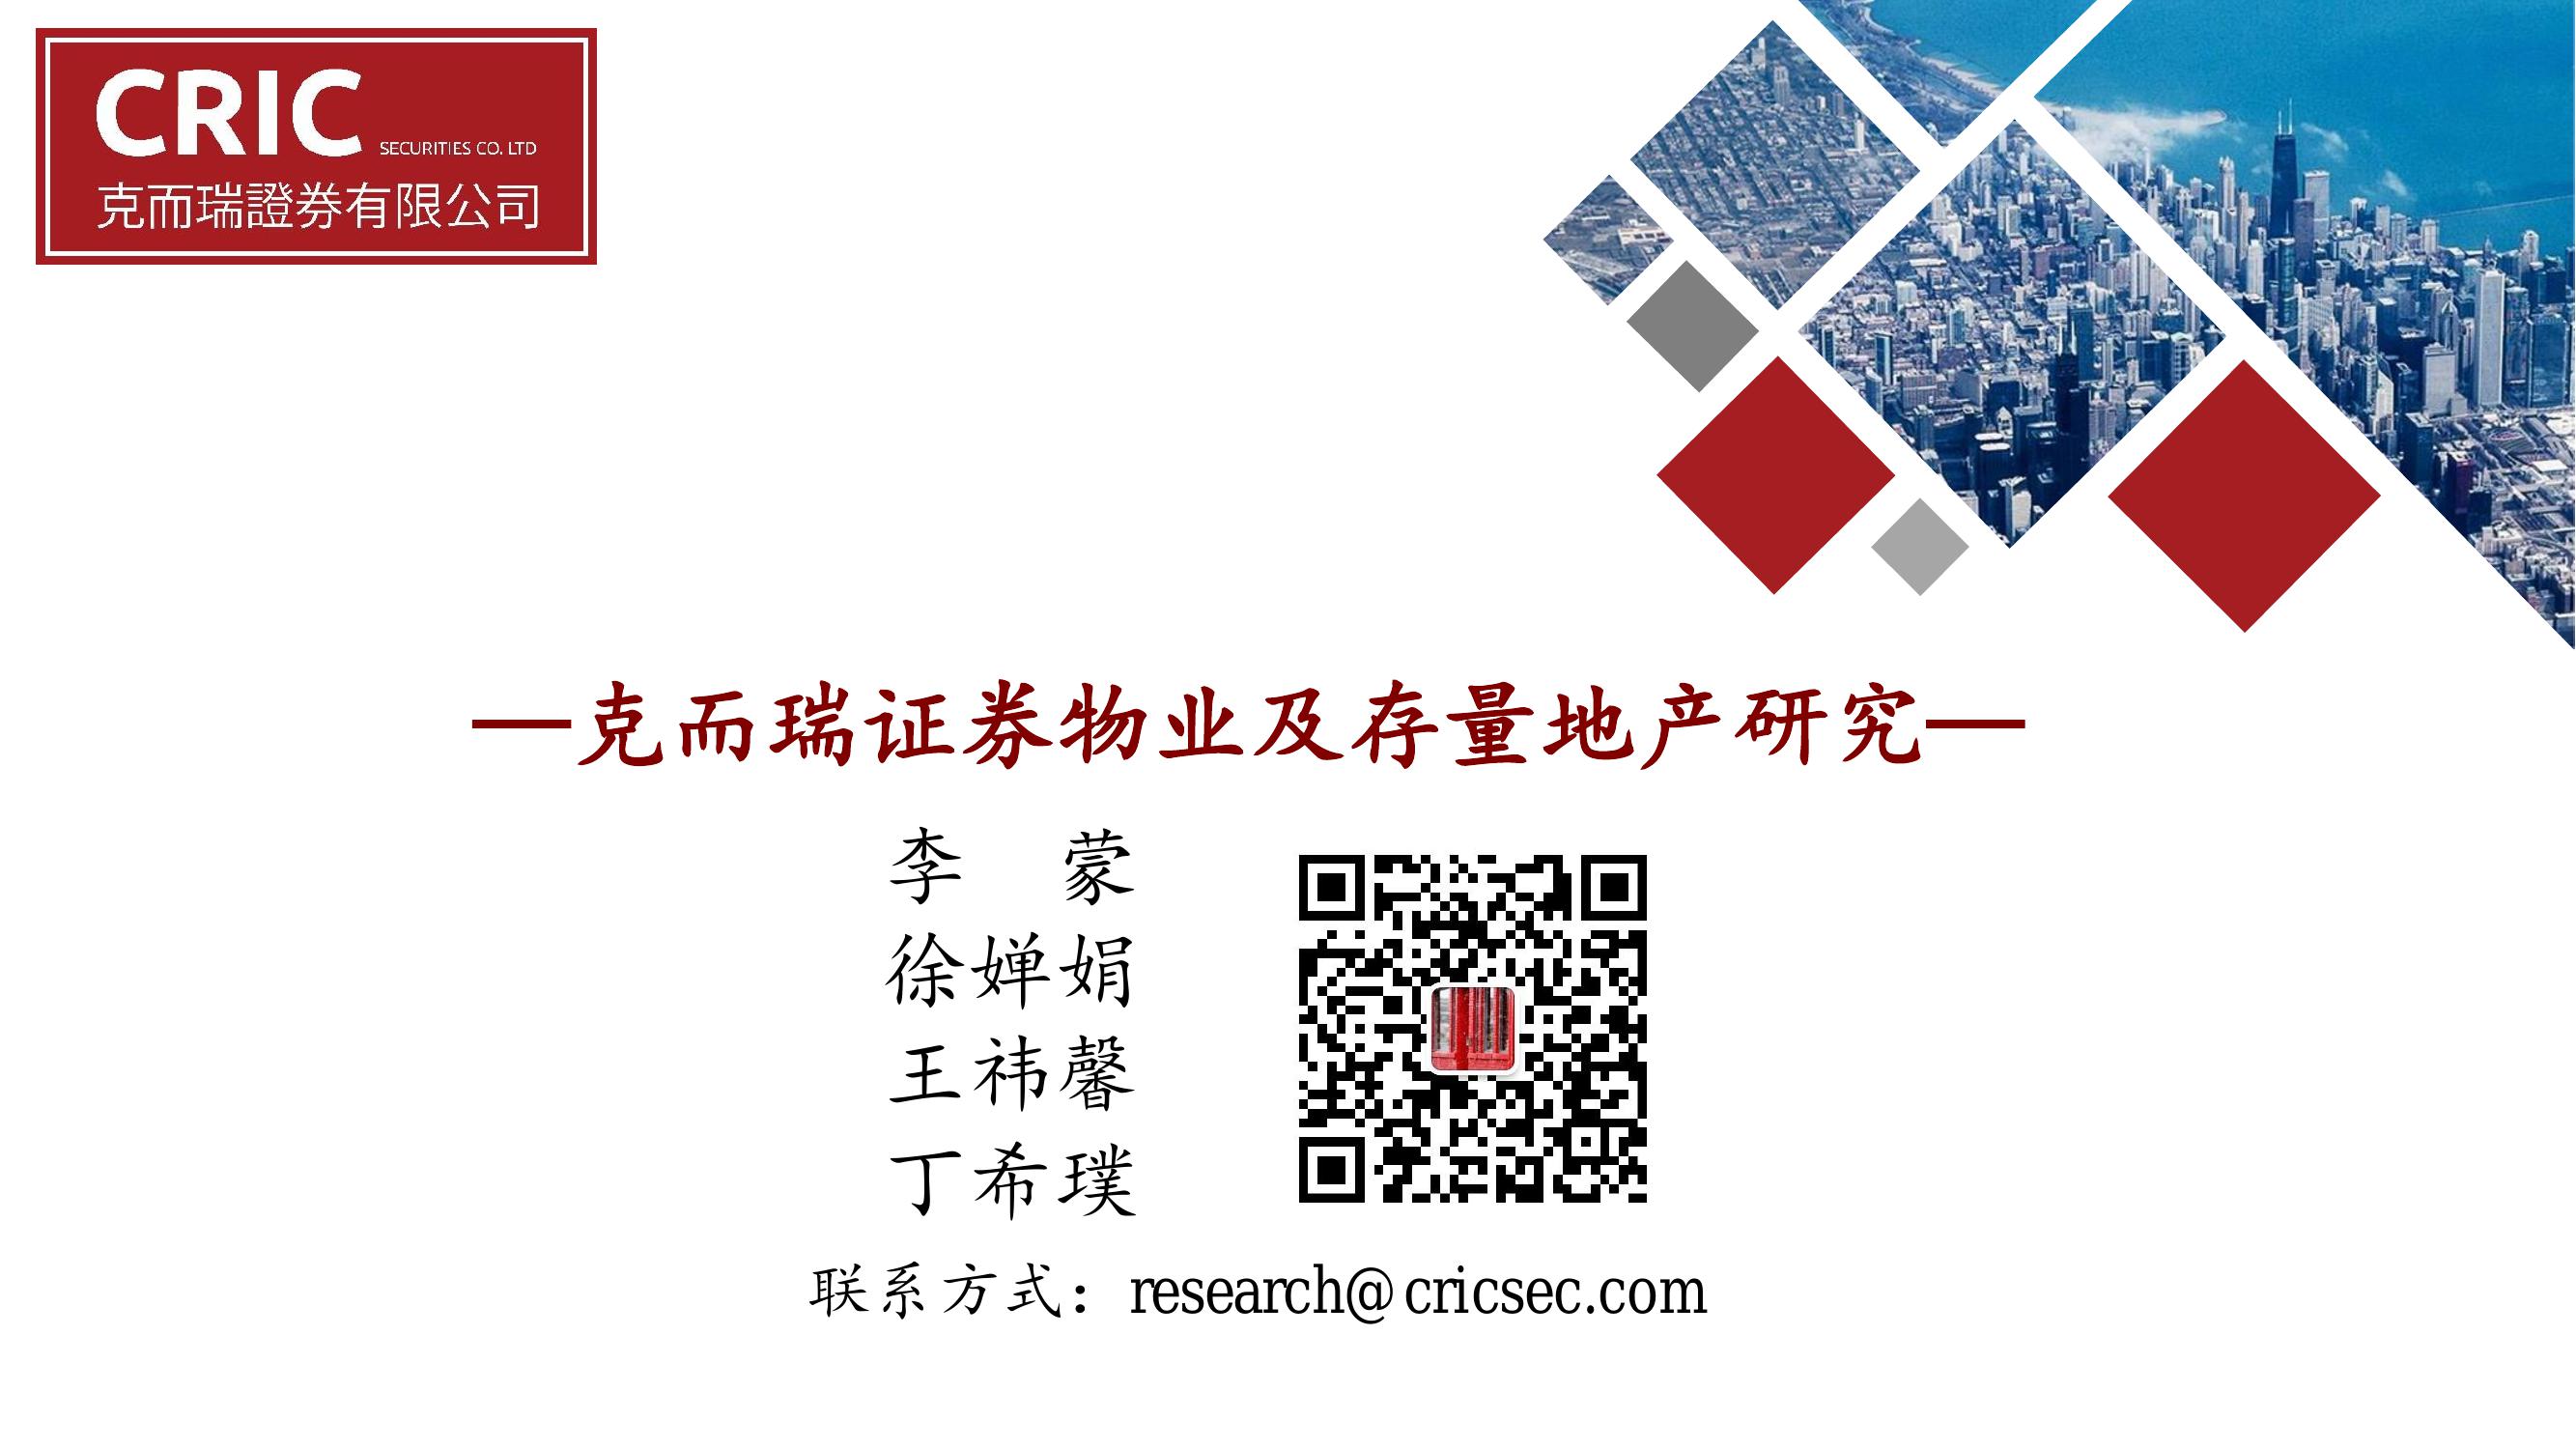 CRIC SECURITIES CO. LTD
克而瑞證券有限公司
—克而瑞证券物业及存量地产研究—
李 蒙
徐婵娟
王祎馨
丁希璞
联系方式：research@cricsec.com